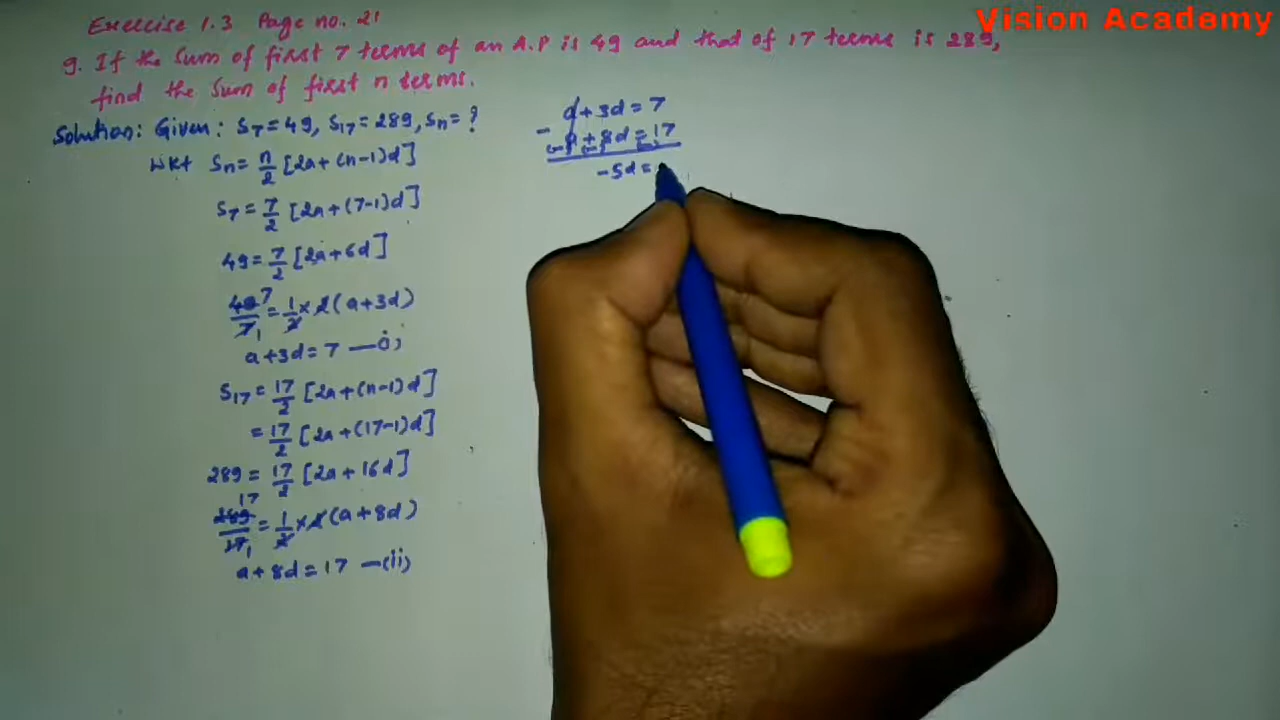 Vision Academy
Exercise 1.3 Page no. 21
9. If the Sum of first 7 terms of an A.P is 49 and that of 17 terms is 289,
find the Sum of first n terms.
Solution: Given: S7=49, S17=289, Sn=?
WKT Sn = n/2 [2a+(n-1)d]
S7 = 7/2 [2a+(7-1)d]
49 = 7/2 [2a+6d]
49/7 7 1 = 1/2 × 2 (a+3d)
a+3d = 7 —(i)
S17 = 17/2 [2a+(n-1)d]
= 17/2 [2a+(17-1)d]
289 = 17/2 [2a+16d]
17
289/17 1 = 1/2 × 2 (a+8d)
a+8d = 17 —(ii)
a+3d = 7
- a+8d = 17
(-) (-) (-)
-5d =